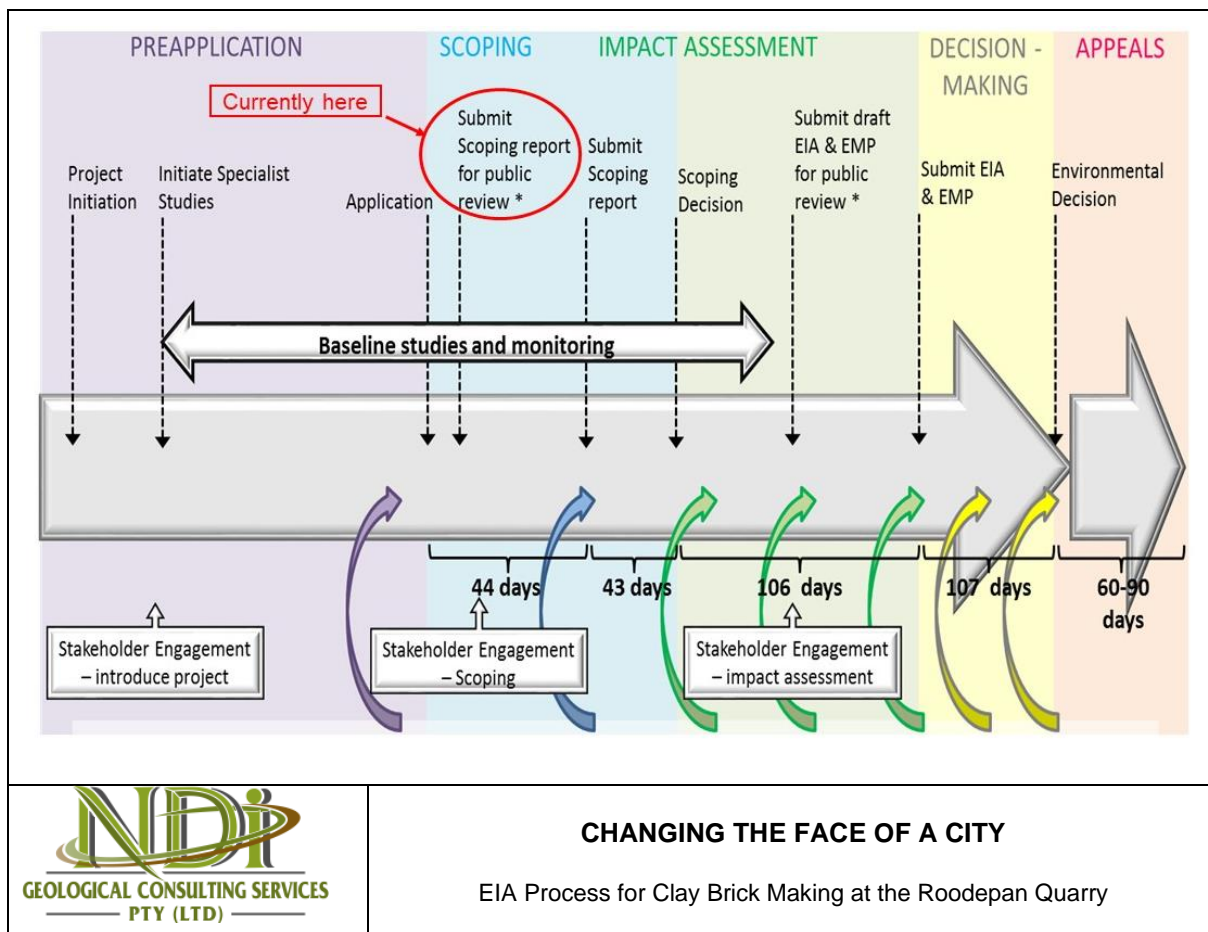 PREAPPLICATION
SCOPING
IMPACT ASSESSMENT
DECISION -
MAKING
APPEALS
Currently here
Project
Initiation
Initiate Specialist
Studies
Application
Submit
Scoping report
for public
review *
Submit
Scoping
report
Scoping
Decision
Submit draft
EIA & EMP
for public
review *
Submit EIA
& EMP
Environmental
Decision
Baseline studies and monitoring
44 days
43 days
106 days
107 days
60-90
days
Stakeholder Engagement
– introduce project
Stakeholder Engagement
– Scoping
Stakeholder Engagement
– impact assessment
NDi
GEOLOGICAL CONSULTING SERVICES
PTY (LTD)
CHANGING THE FACE OF A CITY
EIA Process for Clay Brick Making at the Roodepan Quarry